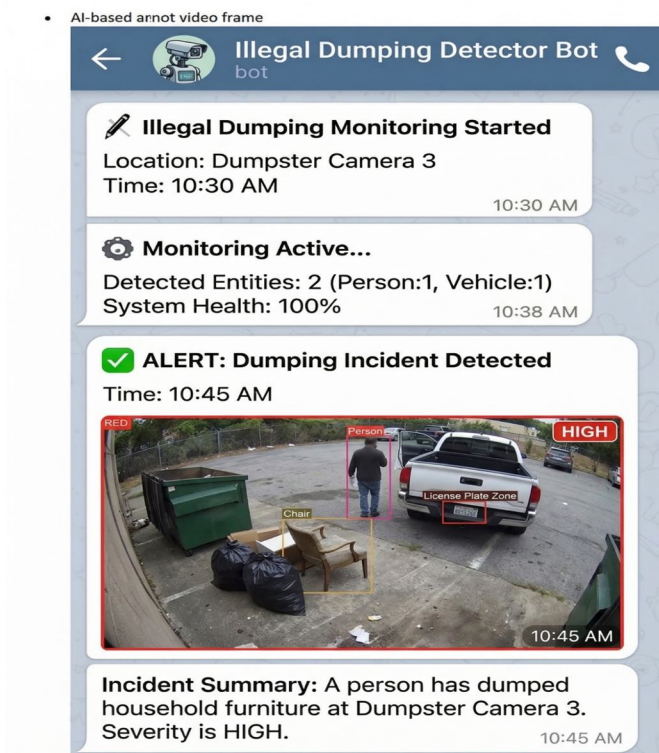 AI-based annot video frame
Illegal Dumping Detector Bot
bot
Illegal Dumping Monitoring Started
Location: Dumpster Camera 3
Time: 10:30 AM
10:30 AM
Monitoring Active...
Detected Entities: 2 (Person:1, Vehicle:1)
System Health: 100%
10:38 AM
ALERT: Dumping Incident Detected
Time: 10:45 AM
RED
Person
HIGH
License Plate Zone
Chair
10:45 AM
Incident Summary: A person has dumped
household furniture at Dumpster Camera 3.
Severity is HIGH.
10:45 AM